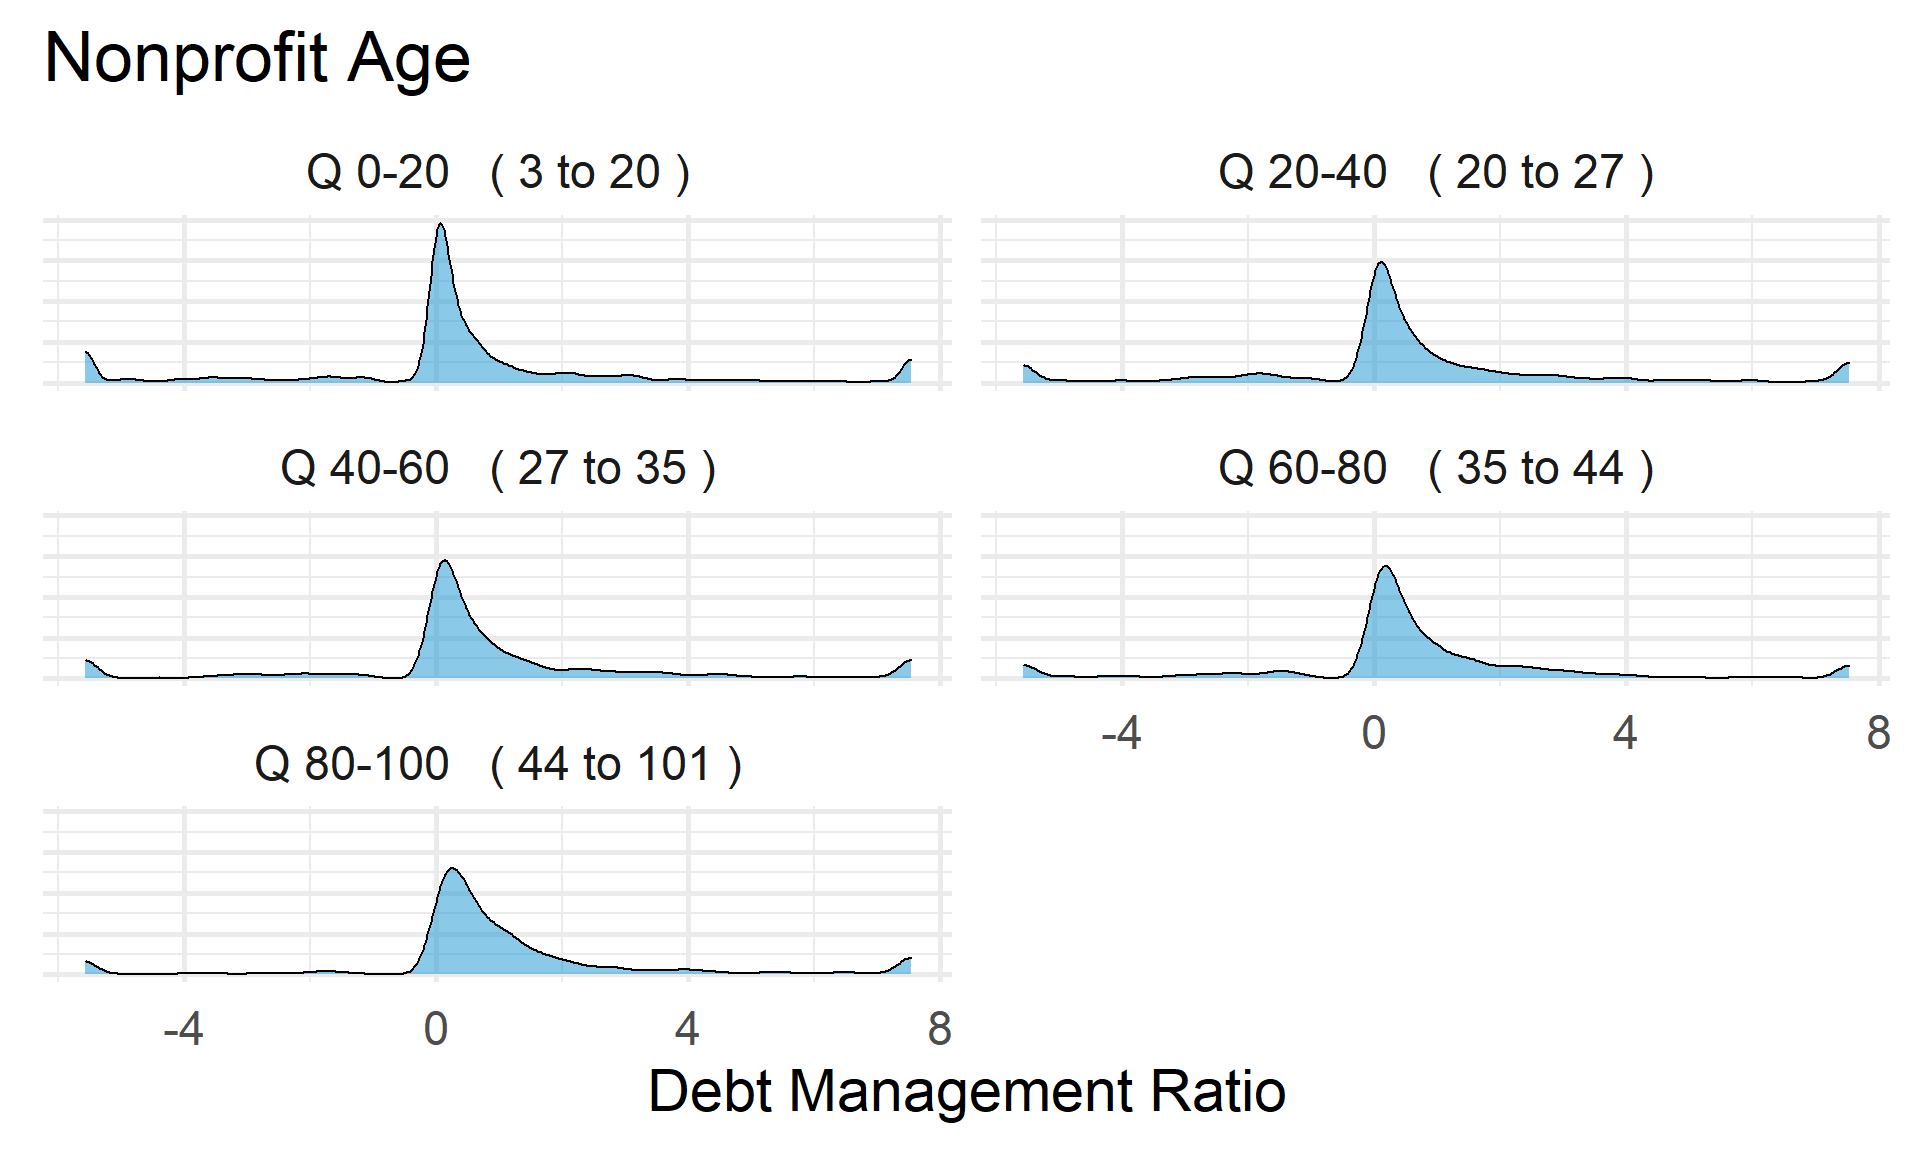 Nonprofit Age
Q 0-20 ( 3 to 20 )
Q 20-40 ( 20 to 27 )
Q 40-60 ( 27 to 35 )
Q 60-80 ( 35 to 44 )
-4 0 4 8
Q 80-100 ( 44 to 101 )
-4 0 4 8
Debt Management Ratio